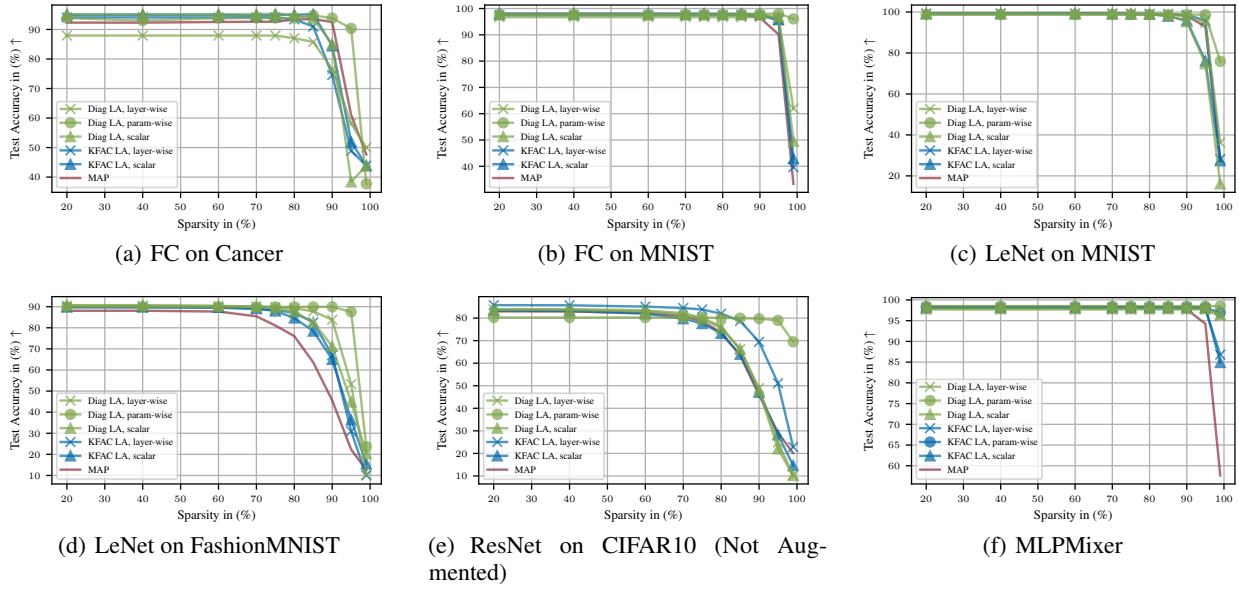 90
80
70
60
50
40
20
40
60
70
80
90
100
Sparsity in (%)
Test Accuracy in (%) ↑
Diag LA, layer-wise
Diag LA, param-wise
Diag LA, scalar
KFAC LA, layer-wise
KFAC LA, scalar
MAP
(a) FC on Cancer
100
90
80
70
60
50
40
20
40
60
70
80
90
100
Sparsity in (%)
Test Accuracy in (%) ↑
Diag LA, layer-wise
Diag LA, param-wise
Diag LA, scalar
KFAC LA, layer-wise
KFAC LA, scalar
MAP
(b) FC on MNIST
100
80
60
40
20
20
40
60
70
80
90
100
Sparsity in (%)
Test Accuracy in (%) ↑
Diag LA, layer-wise
Diag LA, param-wise
Diag LA, scalar
KFAC LA, layer-wise
KFAC LA, scalar
MAP
(c) LeNet on MNIST
90
80
70
60
50
40
30
20
10
20
40
60
70
80
90
100
Sparsity in (%)
Test Accuracy in (%) ↑
Diag LA, layer-wise
Diag LA, param-wise
Diag LA, scalar
KFAC LA, layer-wise
KFAC LA, scalar
MAP
(d) LeNet on FashionMNIST
80
70
60
50
40
30
20
10
20
40
60
70
80
90
100
Sparsity in (%)
Test Accuracy in (%) ↑
Diag LA, layer-wise
Diag LA, param-wise
Diag LA, scalar
KFAC LA, layer-wise
KFAC LA, scalar
MAP
(e) ResNet on CIFAR10 (Not Aug-
mented)
100
95
90
85
80
75
70
65
60
20
40
60
70
80
90
100
Sparsity in (%)
Test Accuracy in (%) ↑
Diag LA, layer-wise
Diag LA, param-wise
Diag LA, scalar
KFAC LA, layer-wise
KFAC LA, param-wise
KFAC LA, scalar
MAP
(f) MLPMixer